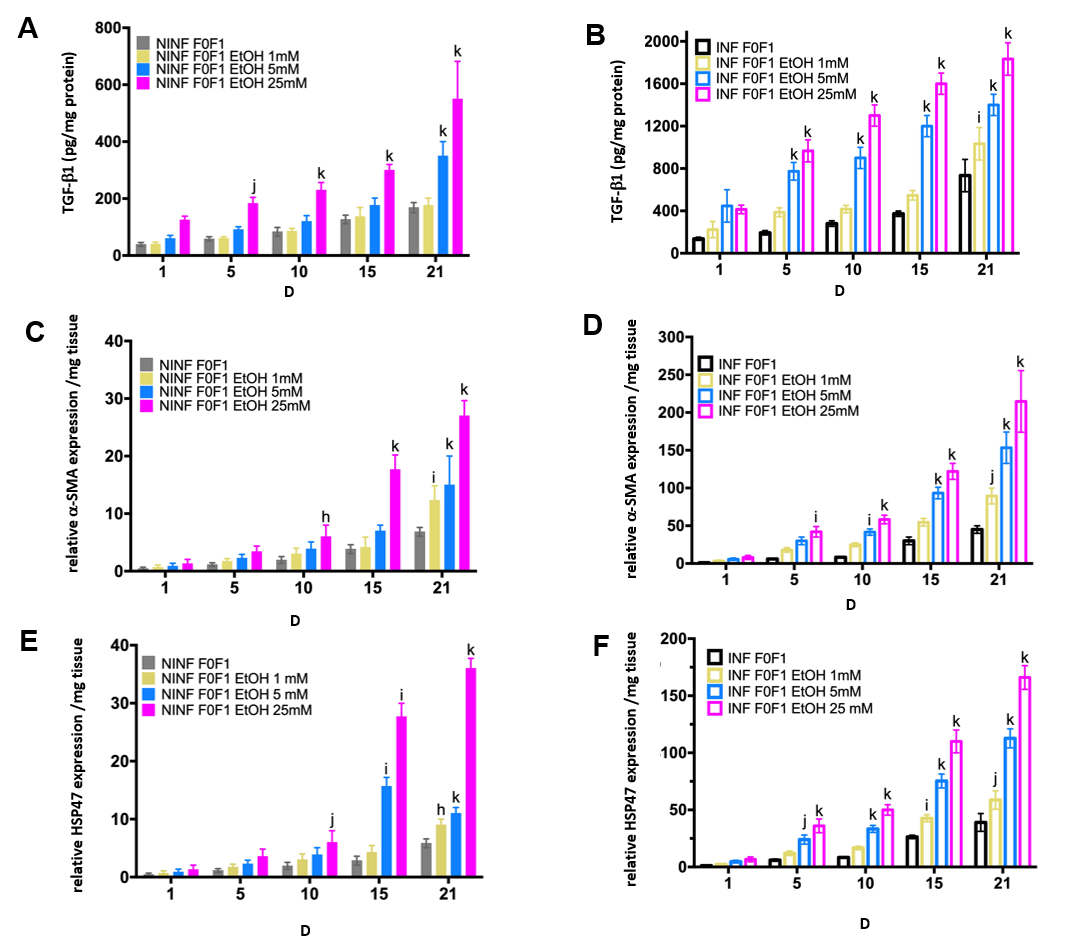 A
TGF-β1 (pg/mg protein)
800
600
400
200
0
NINF F0F1
NINF F0F1 EtOH 1mM
NINF F0F1 EtOH 5mM
NINF F0F1 EtOH 25mM
j
k
k
k
k
1 5 10 15 21
D
B
TGF-β1 (pg/mg protein)
2000
1600
1200
800
400
0
INF F0F1
INF F0F1 EtOH 1mM
INF F0F1 EtOH 5mM
INF F0F1 EtOH 25mM
k k
k k
k k
i k k
1 5 10 15 21
D
C
relative α-SMA expression /mg tissue
40
30
20
10
0
NINF F0F1
NINF F0F1 EtOH 1mM
NINF F0F1 EtOH 5mM
NINF F0F1 EtOH 25mM
h
k
i k k
1 5 10 15 21
D
D
relative α-SMA expression /mg tissue
300
250
200
150
100
50
0
INF F0F1
INF F0F1 EtOH 1mM
INF F0F1 EtOH 5mM
INF F0F1 EtOH 25mM
i
i k
k k
j k k
1 5 10 15 21
D
E
relative HSP47 expression /mg tissue
40
30
20
10
0
NINF F0F1
NINF F0F1 EtOH 1 mM
NINF F0F1 EtOH 5 mM
NINF F0F1 EtOH 25mM
j
i i
h k k
1 5 10 15 21
D
F
relative HSP47 expression /mg tissue
200
150
100
50
0
INF F0F1
INF F0F1 EtOH 1mM
INF F0F1 EtOH 5mM
INF F0F1 EtOH 25 mM
j k
k k
i k k
j k k
1 5 10 15 21
D